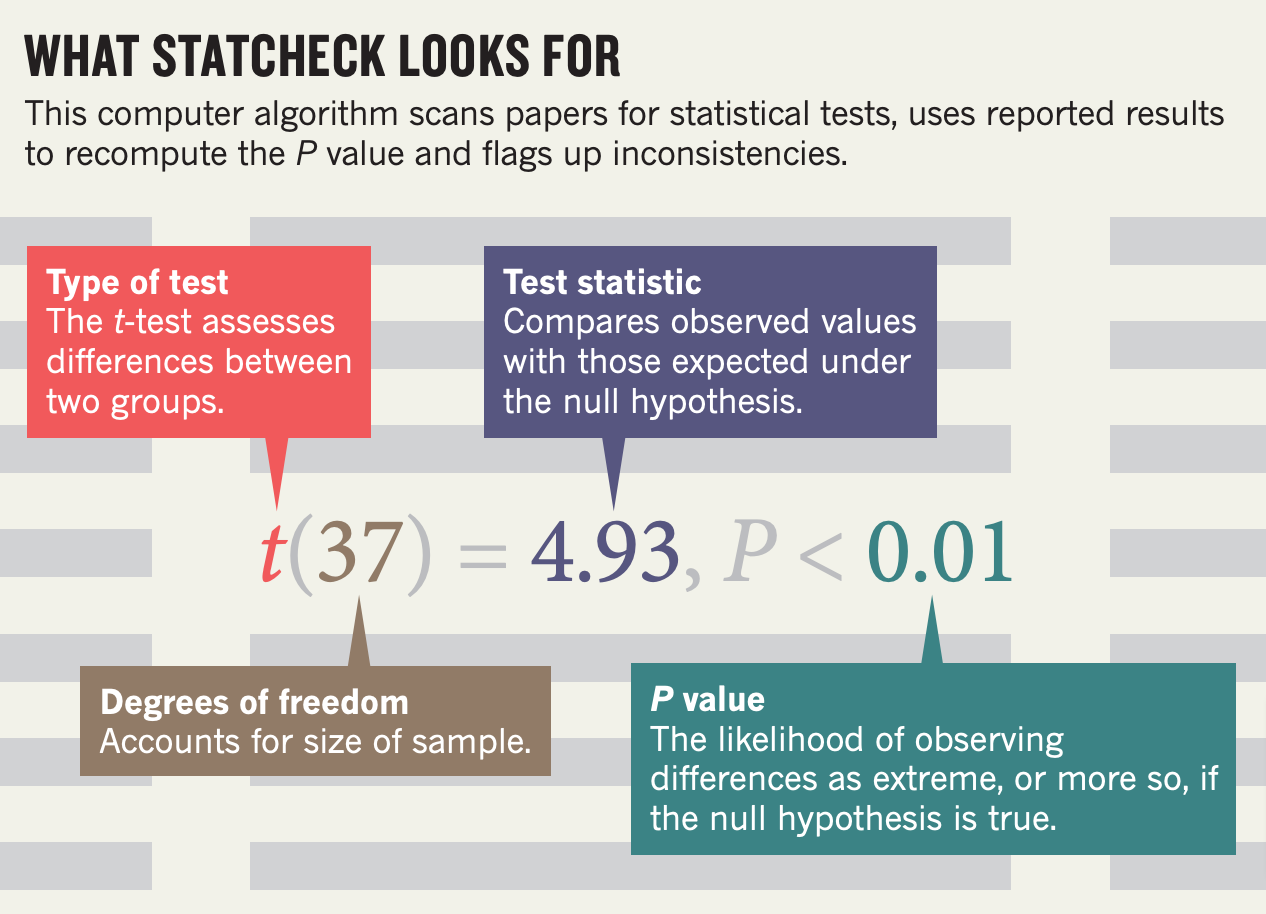 WHAT STATCHECK LOOKS FOR
This computer algorithm scans papers for statistical tests, uses reported results
to recompute the P value and flags up inconsistencies.
Type of test
The t-test assesses
differences between
two groups.
Test statistic
Compares observed values
with those expected under
the null hypothesis.
t(37) = 4.93, P < 0.01
Degrees of freedom
Accounts for size of sample.
P value
The likelihood of observing
differences as extreme, or more so, if
the null hypothesis is true.